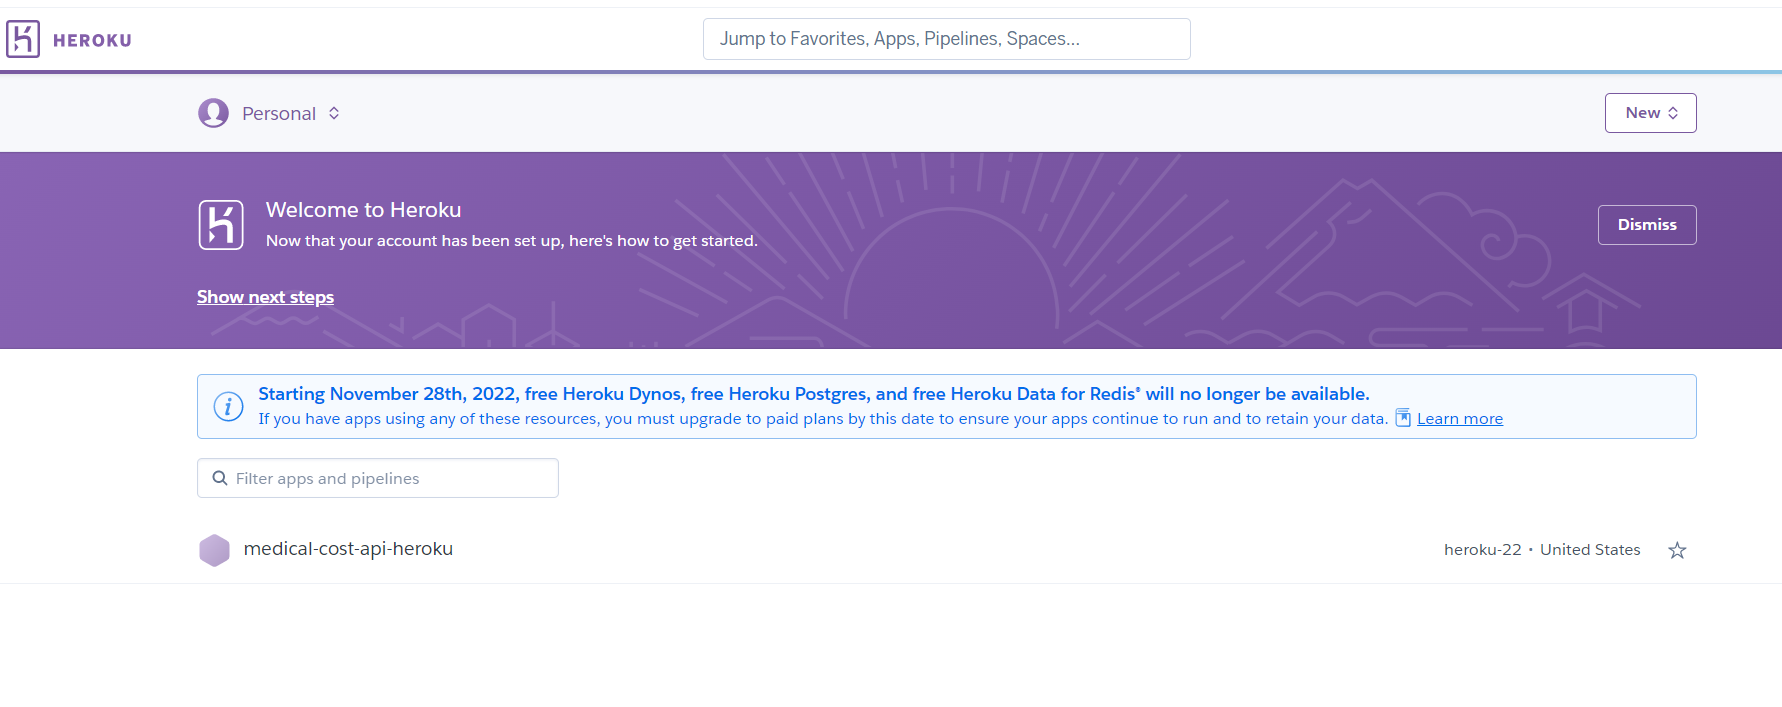 HEROKU
Jump to Favorites, Apps, Pipelines, Spaces...
Personal
New
Welcome to Heroku
Now that your account has been set up, here's how to get started.
Dismiss
Show next steps
Starting November 28th, 2022, free Heroku Dynos, free Heroku Postgres, and free Heroku Data for Redis® will no longer be available.
If you have apps using any of these resources, you must upgrade to paid plans by this date to ensure your apps continue to run and to retain your data. Learn more
Filter apps and pipelines
medical-cost-api-heroku
heroku-22 • United States